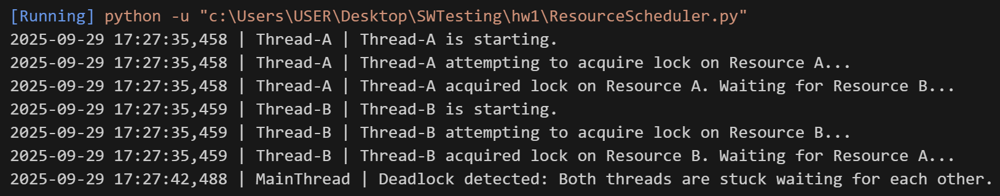 [Running] python -u "c:\Users\USER\Desktop\SWTesting\hw1\ResourceScheduler.py"
2025-09-29 17:27:35,458 | Thread-A | Thread-A is starting.
2025-09-29 17:27:35,458 | Thread-A | Thread-A attempting to acquire lock on Resource A...
2025-09-29 17:27:35,458 | Thread-A | Thread-A acquired lock on Resource A. Waiting for Resource B...
2025-09-29 17:27:35,459 | Thread-B | Thread-B is starting.
2025-09-29 17:27:35,459 | Thread-B | Thread-B attempting to acquire lock on Resource B...
2025-09-29 17:27:35,459 | Thread-B | Thread-B acquired lock on Resource B. Waiting for Resource A...
2025-09-29 17:27:42,488 | MainThread | Deadlock detected: Both threads are stuck waiting for each other.